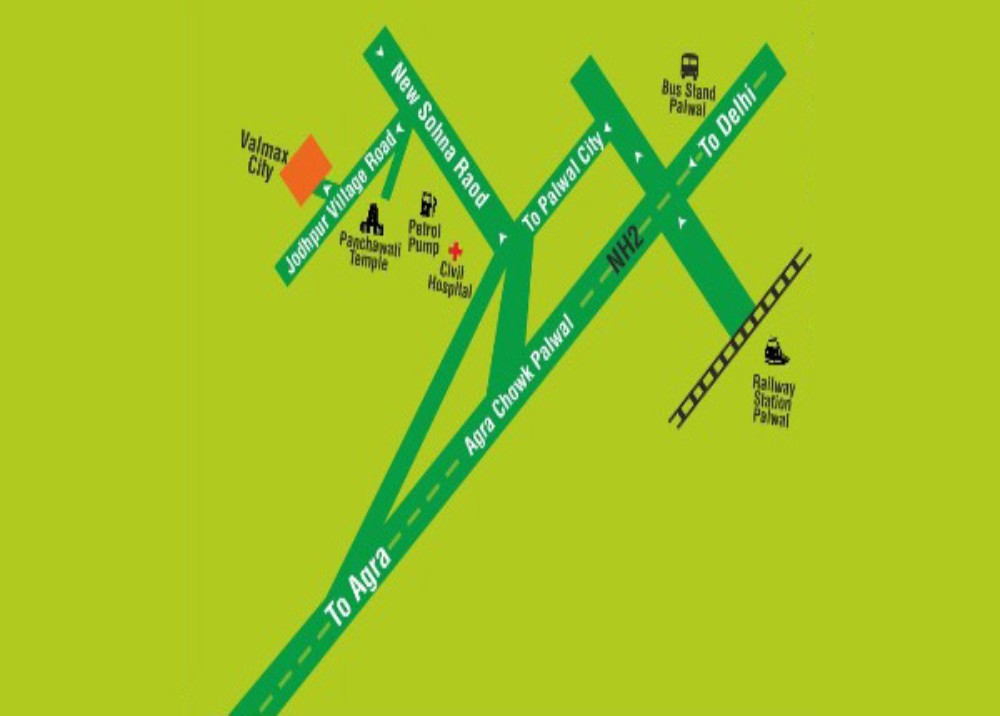 Bus Stand
Palwal
To Delhi
New Sohna Raod
To Palwal City
Valmax
City
Jodhpur Village Road
Panchawati
Temple
Petrol
Pump
Civil
Hospital
NH2
Agra Chowk Palwal
Railway
Station
Palwal
To Agra